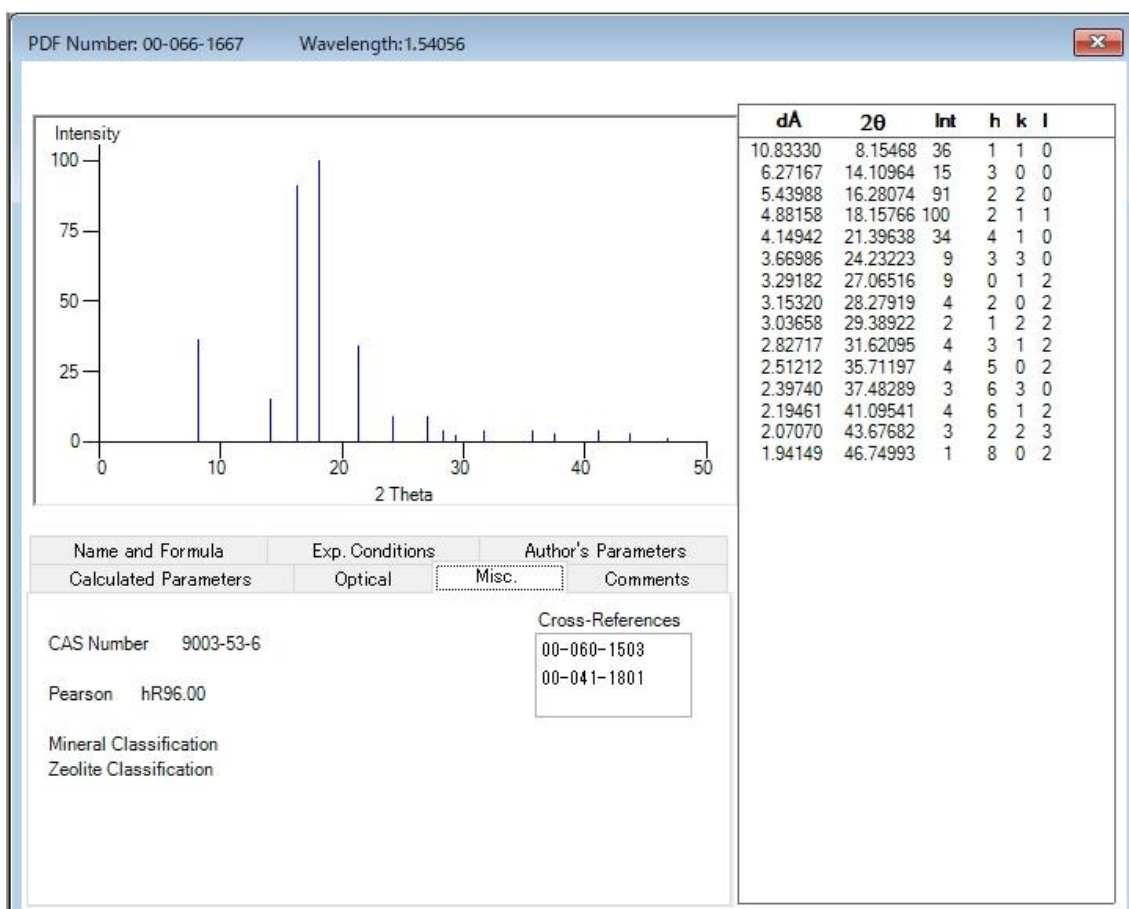 PDF Number: 00-066-1667 Wavelength:1.54056
Intensity
100
75
50
25
0
0 10 20 30 40 50
2 Theta
dÅ 2θ Int h k l
10.83330 8.15468 36 1 1 0
6.27167 14.10964 15 3 0 0
5.43988 16.28074 91 2 2 0
4.88158 18.15766 100 2 1 1
4.14942 21.39638 34 4 1 0
3.66986 24.23223 9 3 3 0
3.29182 27.06516 9 0 1 2
3.15320 28.27919 4 2 0 2
3.03658 29.38922 2 1 2 2
2.82717 31.62095 4 3 1 2
2.51212 35.71197 4 5 0 2
2.39740 37.48289 3 6 3 0
2.19461 41.09541 4 6 1 2
2.07070 43.67682 3 2 2 3
1.94149 46.74993 1 8 0 2
Name and Formula Exp. Conditions Author's Parameters
Calculated Parameters Optical Misc. Comments
CAS Number 9003-53-6
Pearson hR96.00
Mineral Classification
Zeolite Classification
Cross-References
00-060-1503
00-041-1801